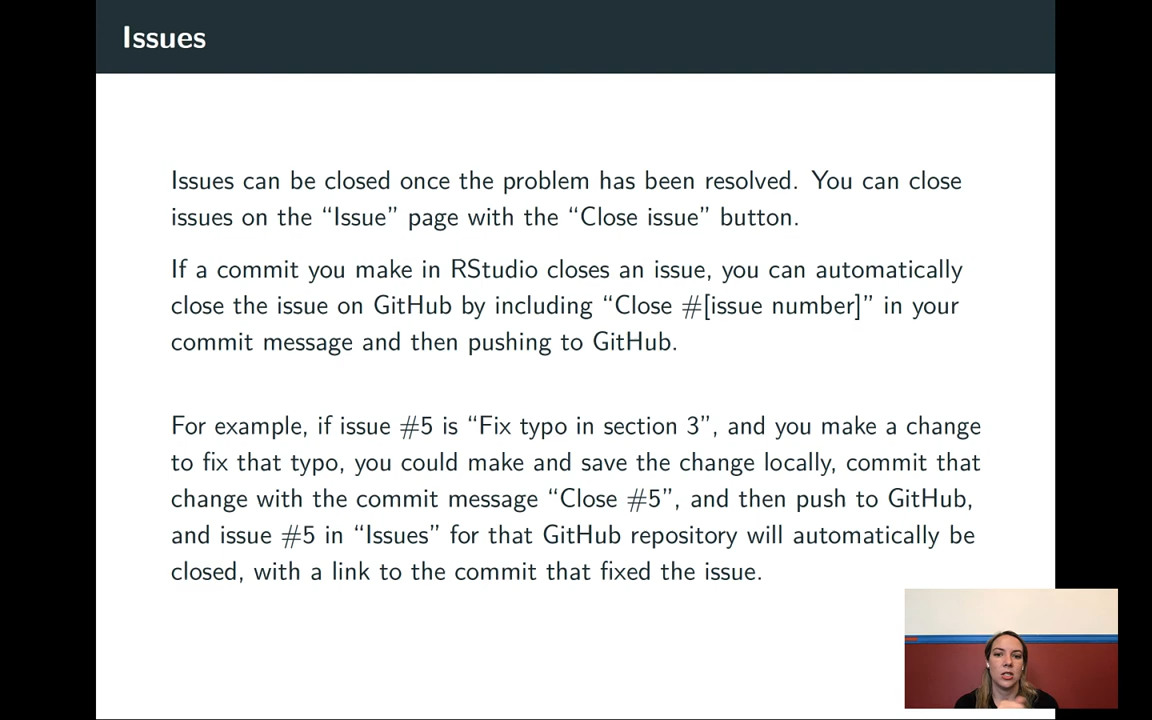 Issues
Issues can be closed once the problem has been resolved. You can close
issues on the “Issue” page with the “Close issue” button.
If a commit you make in RStudio closes an issue, you can automatically
close the issue on GitHub by including “Close #[issue number]” in your
commit message and then pushing to GitHub.
For example, if issue #5 is “Fix typo in section 3”, and you make a change
to fix that typo, you could make and save the change locally, commit that
change with the commit message “Close #5”, and then push to GitHub,
and issue #5 in “Issues” for that GitHub repository will automatically be
closed, with a link to the commit that fixed the issue.